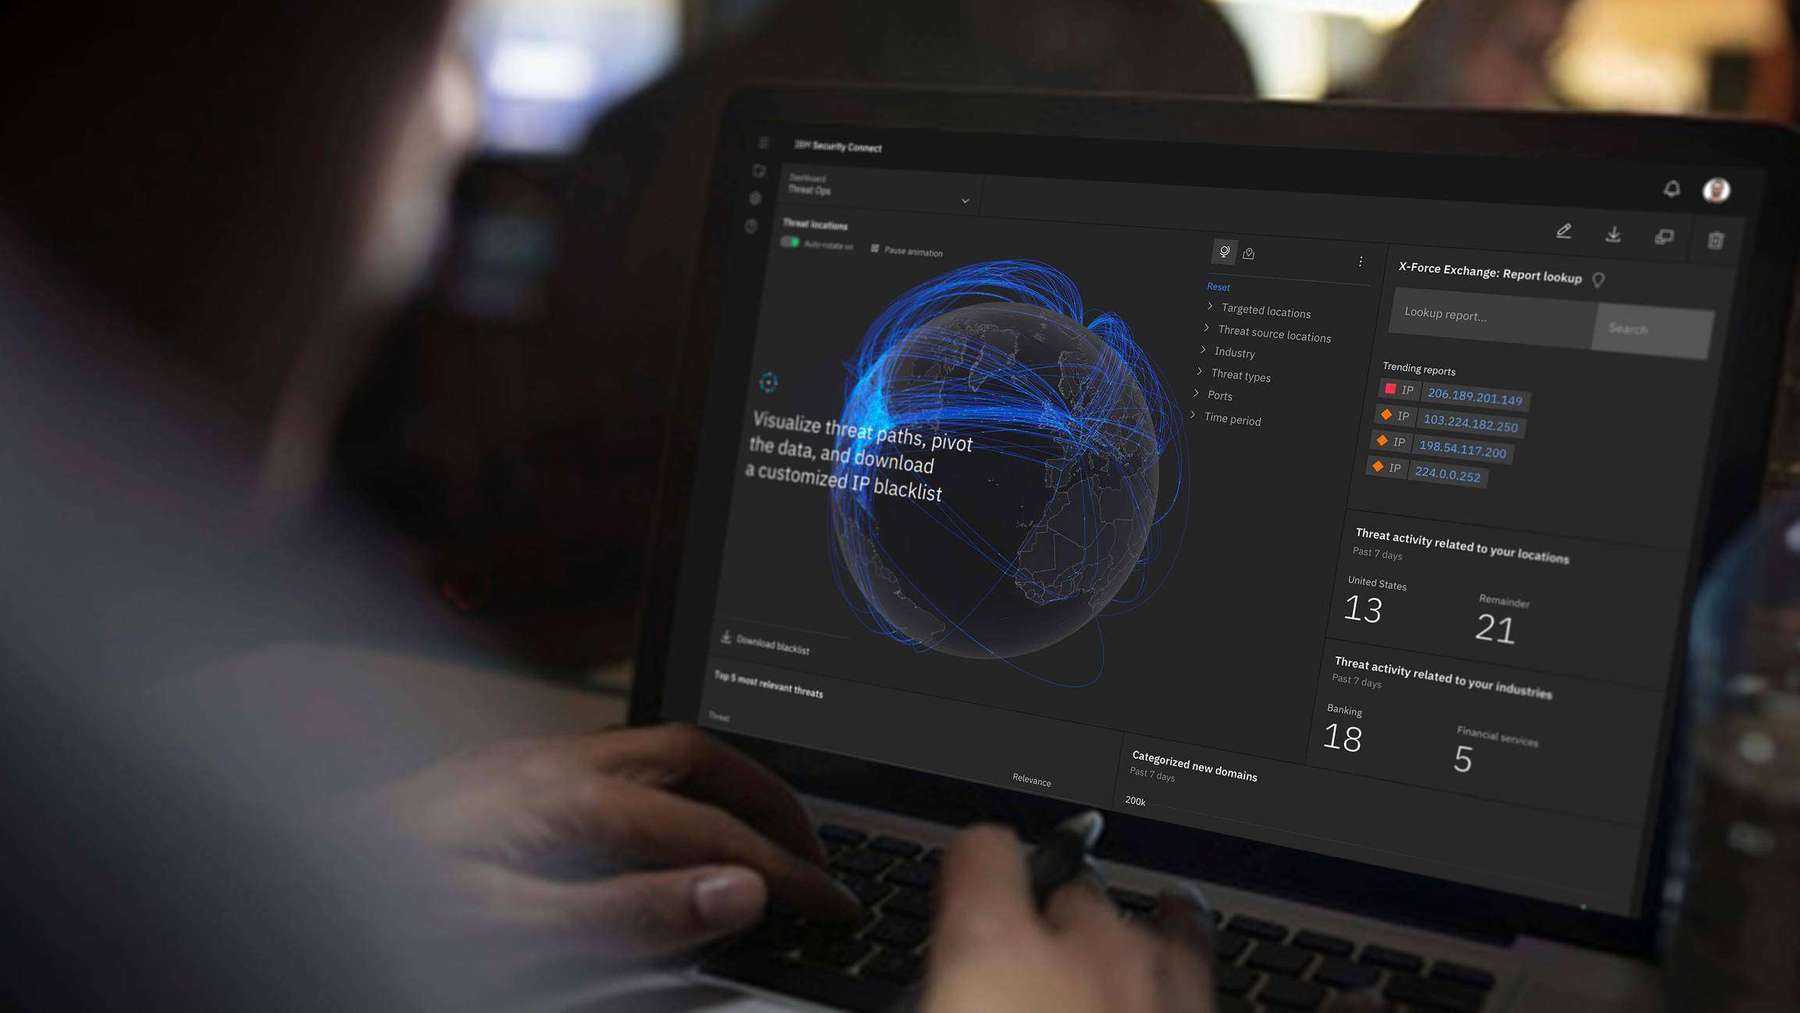 IBM Security Connect
Dashboard
Threat Ops
Threat locations
Auto-rotate on
Pause animation
Visualize threat paths, pivot
the data, and download
a customized IP blacklist
Download blacklist
Top 5 most relevant threats
Threat
Relevance
Reset
Targeted locations
Threat source locations
Industry
Threat types
Ports
Time period
X-Force Exchange: Report lookup
Lookup report...
Search
Trending reports
IP 206.189.201.149
IP 103.224.182.250
IP 198.54.117.200
IP 224.0.0.252
Threat activity related to your locations
Past 7 days
United States
13
Remainder
21
Threat activity related to your industries
Past 7 days
Banking
18
Financial services
5
Categorized new domains
Past 7 days
200k